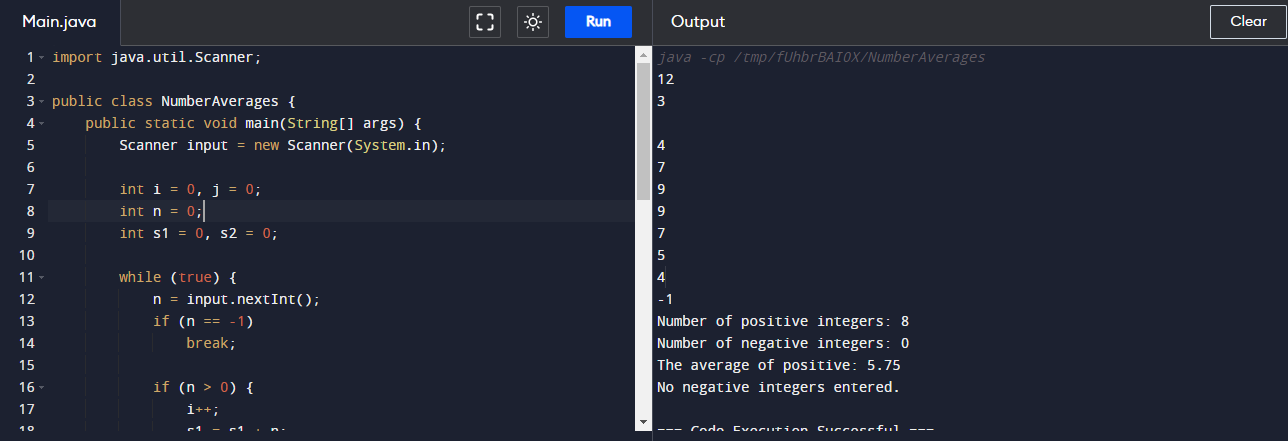 Main.java
Run
Output
Clear
1 import java.util.Scanner;
2
3 public class NumberAverages {
4 public static void main(String[] args) {
5 Scanner input = new Scanner(System.in);
6
7 int i = 0, j = 0;
8 int n = 0;
9 int s1 = 0, s2 = 0;
10
11 while (true) {
12 n = input.nextInt();
13 if (n == -1)
14 break;
15
16 if (n > 0) {
17 i++;
18 s1 = s1 + n;
java -cp /tmp/fUhbrBAIOX/NumberAverages
12
3
4
7
9
9
7
5
4
-1
Number of positive integers: 8
Number of negative integers: 0
The average of positive: 5.75
No negative integers entered.
=== Code Execution Successful ===